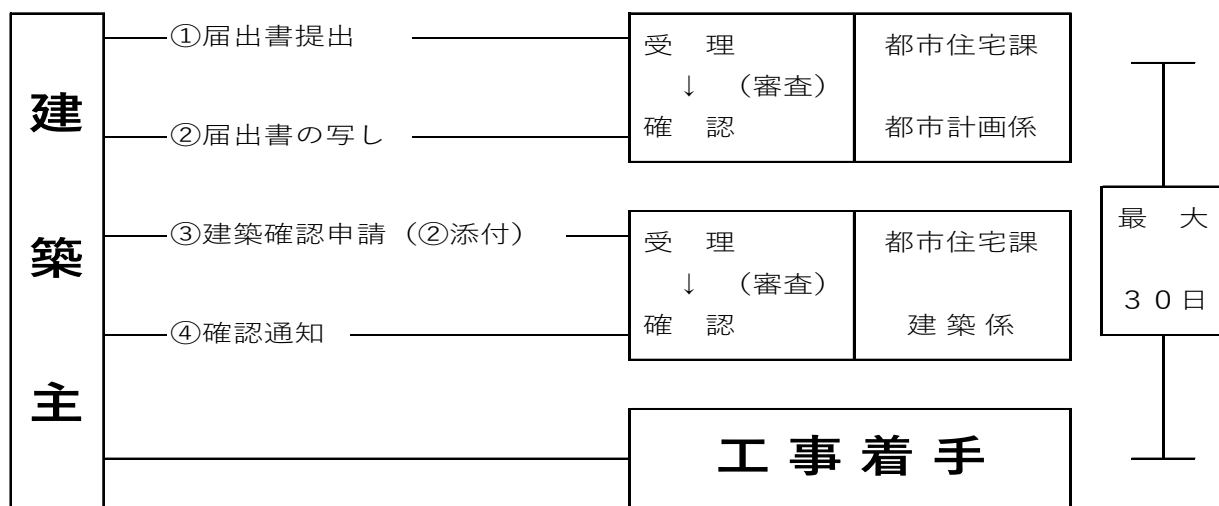 建築主
①届出書提出
②届出書の写し
③建築確認申請（②添付）
④確認通知
受　理
↓　（審査）
確　認
都市住宅課
都市計画係
受　理
↓　（審査）
確　認
都市住宅課
建 築 係
工 事 着 手
最　大
３０日